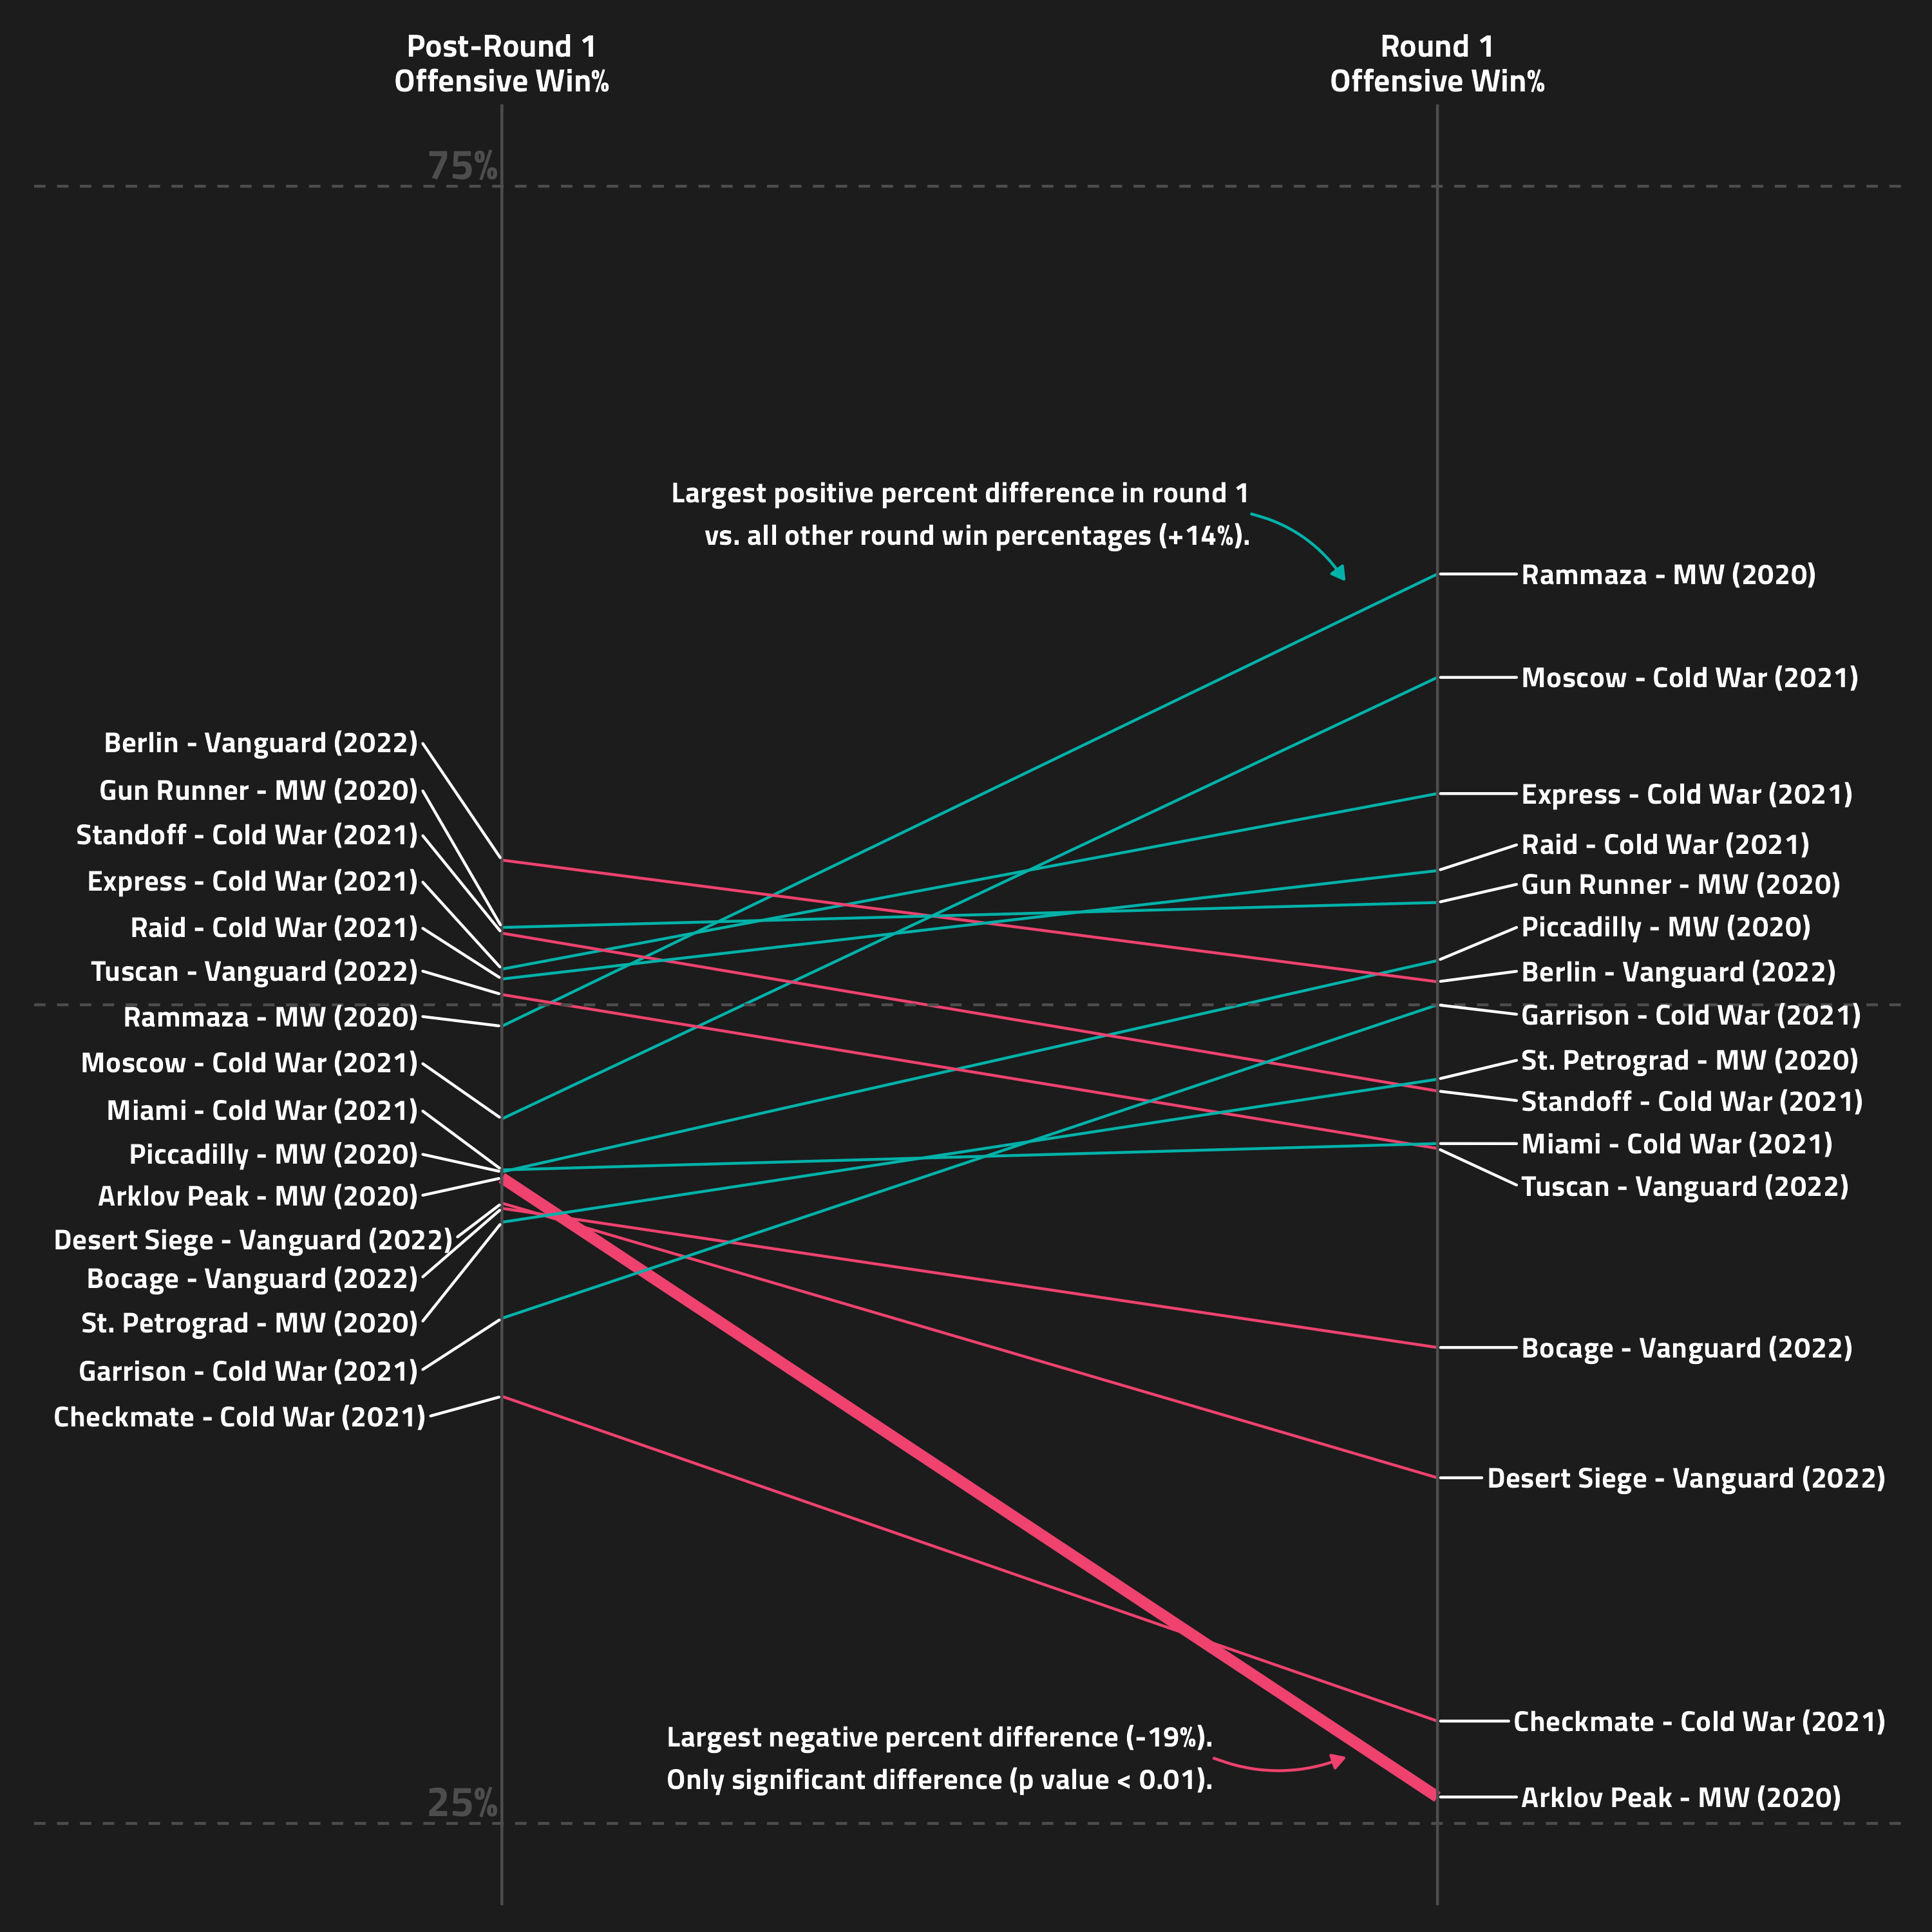 Post-Round 1
Offensive Win%
Round 1
Offensive Win%
75%
Largest positive percent difference in round 1
vs. all other round win percentages (+14%).
Berlin - Vanguard (2022)
Gun Runner - MW (2020)
Standoff - Cold War (2021)
Express - Cold War (2021)
Raid - Cold War (2021)
Tuscan - Vanguard (2022)
Rammaza - MW (2020)
Moscow - Cold War (2021)
Miami - Cold War (2021)
Piccadilly - MW (2020)
Arklov Peak - MW (2020)
Desert Siege - Vanguard (2022)
Bocage - Vanguard (2022)
St. Petrograd - MW (2020)
Garrison - Cold War (2021)
Checkmate - Cold War (2021)
Rammaza - MW (2020)
Moscow - Cold War (2021)
Express - Cold War (2021)
Raid - Cold War (2021)
Gun Runner - MW (2020)
Piccadilly - MW (2020)
Berlin - Vanguard (2022)
Garrison - Cold War (2021)
St. Petrograd - MW (2020)
Standoff - Cold War (2021)
Miami - Cold War (2021)
Tuscan - Vanguard (2022)
Bocage - Vanguard (2022)
Desert Siege - Vanguard (2022)
Checkmate - Cold War (2021)
Arklov Peak - MW (2020)
Largest negative percent difference (-19%).
Only significant difference (p value < 0.01).
25%